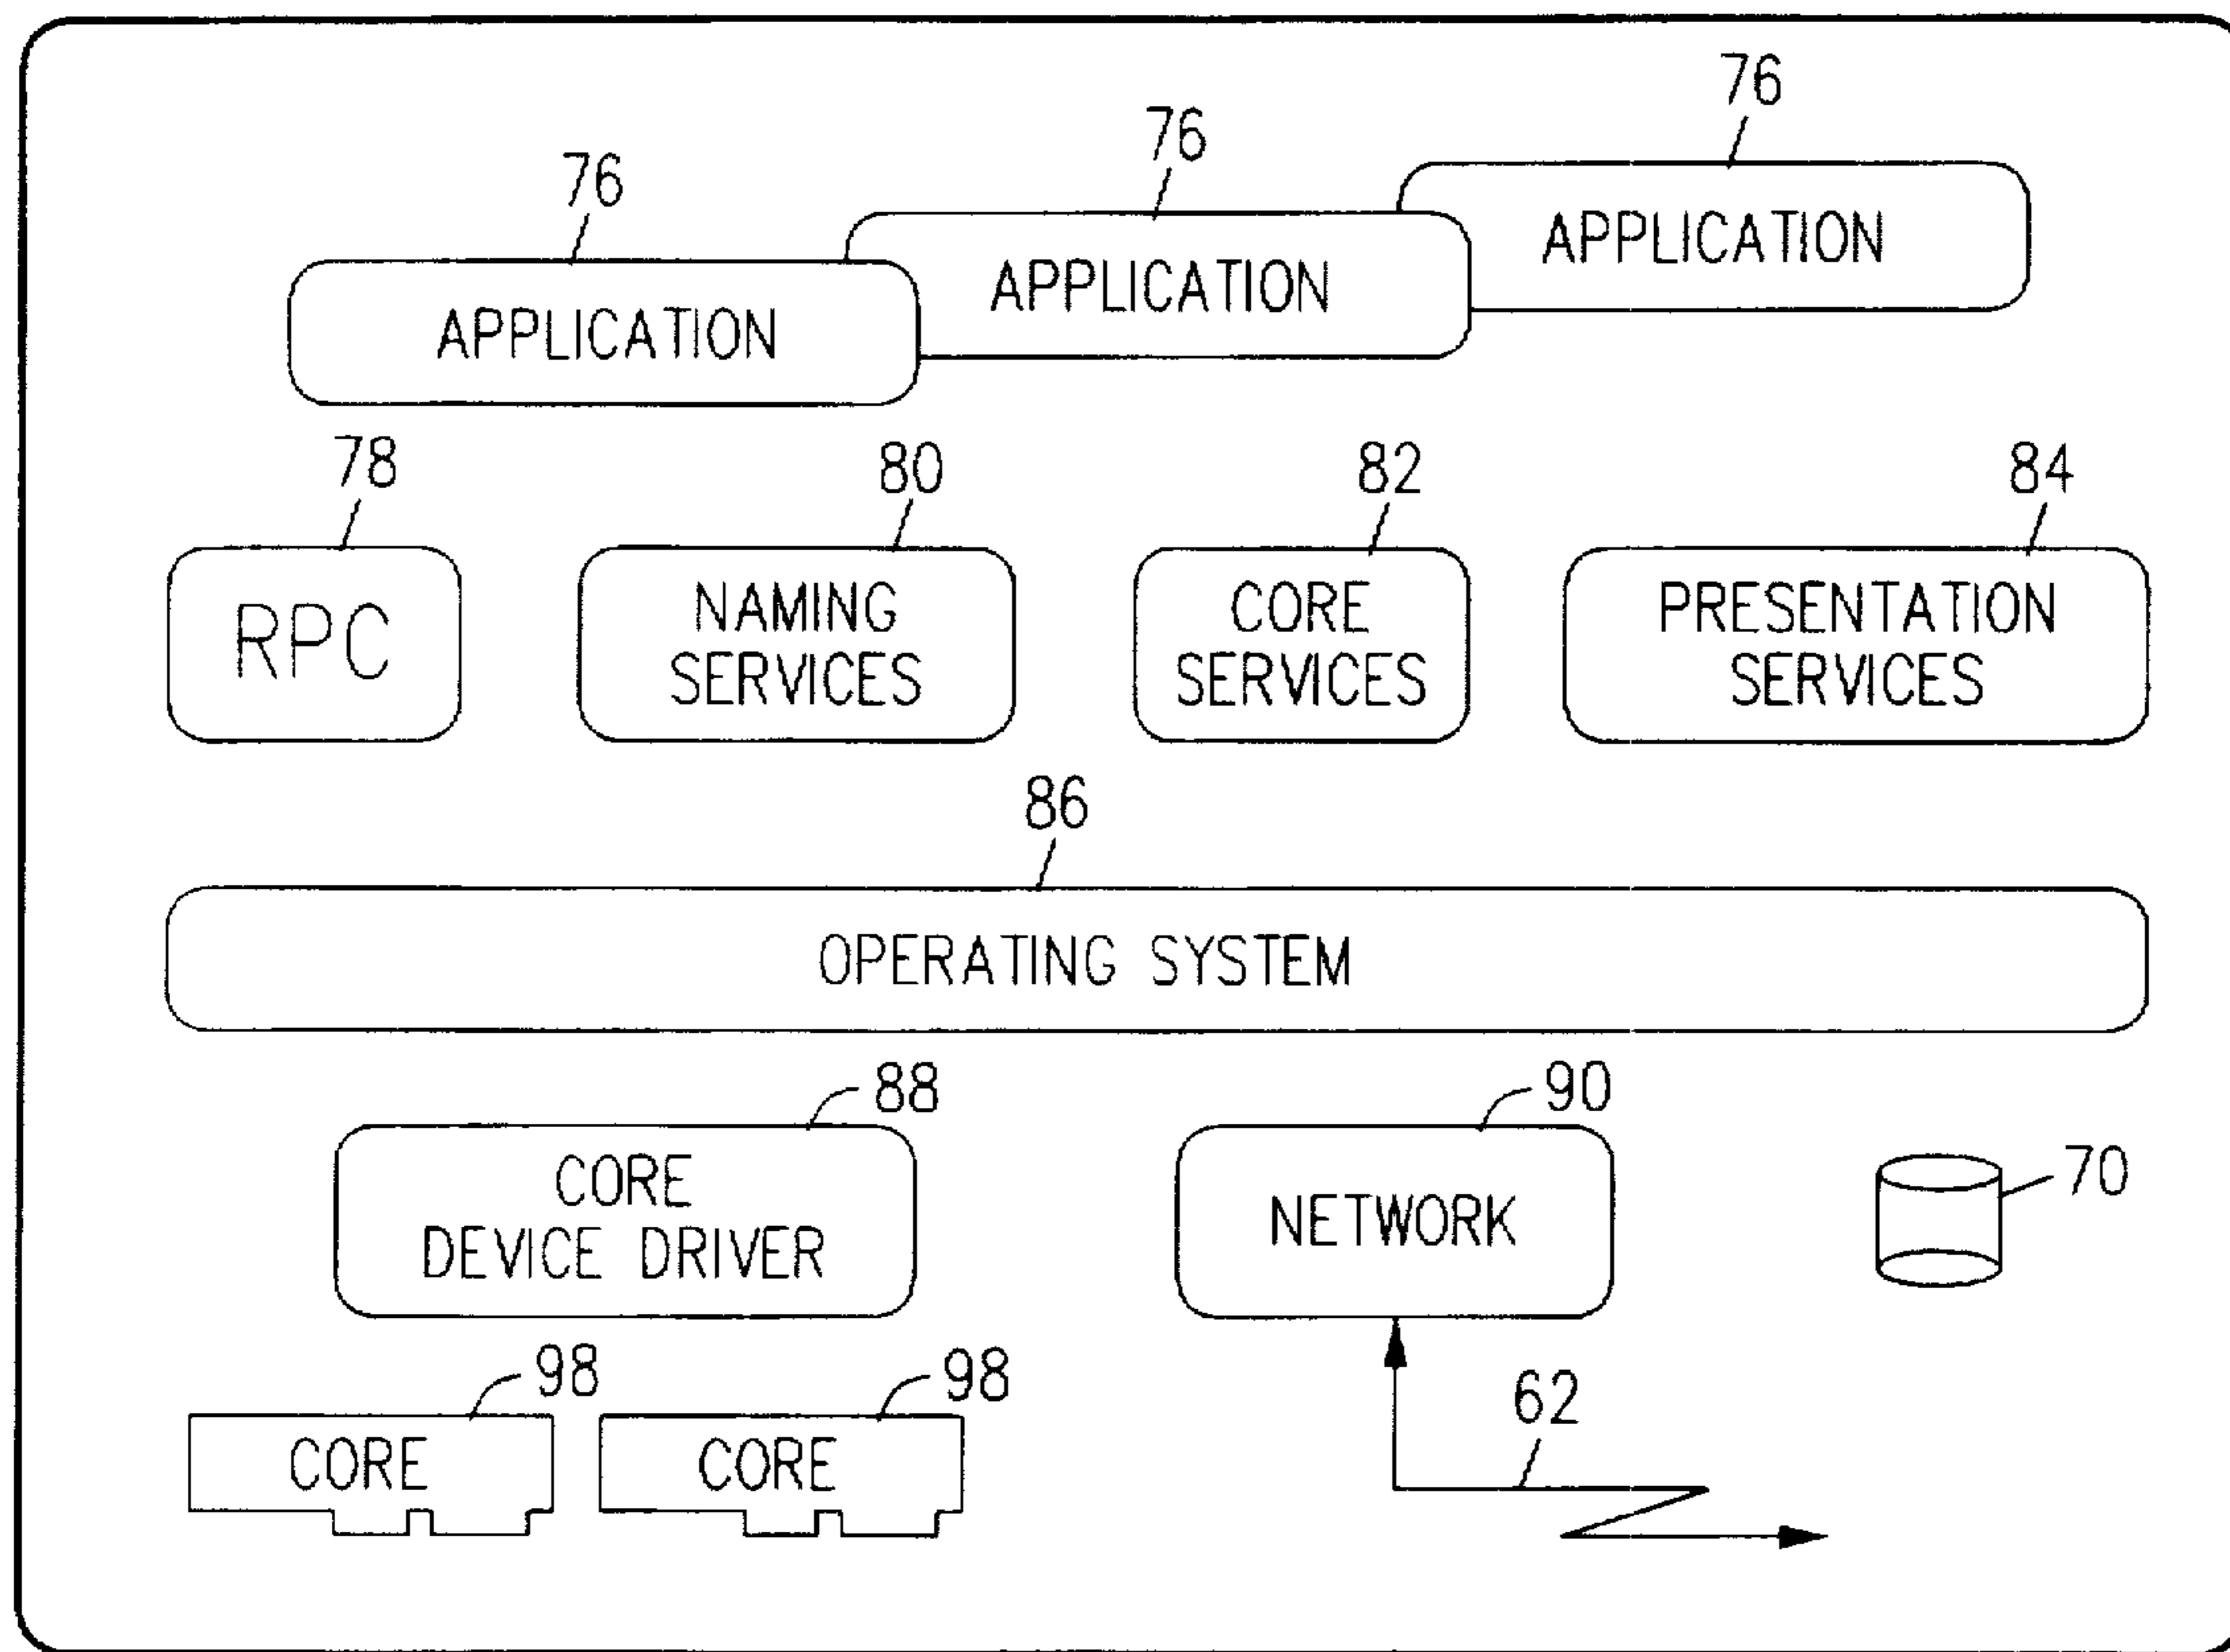 76
76
76
APPLICATION
APPLICATION
APPLICATION
78
80
82
84
RPC
NAMING
SERVICES
CORE
SERVICES
PRESENTATION
SERVICES
86
OPERATING SYSTEM
88
90
CORE
DEVICE DRIVER
NETWORK
70
98
98
62
CORE
CORE